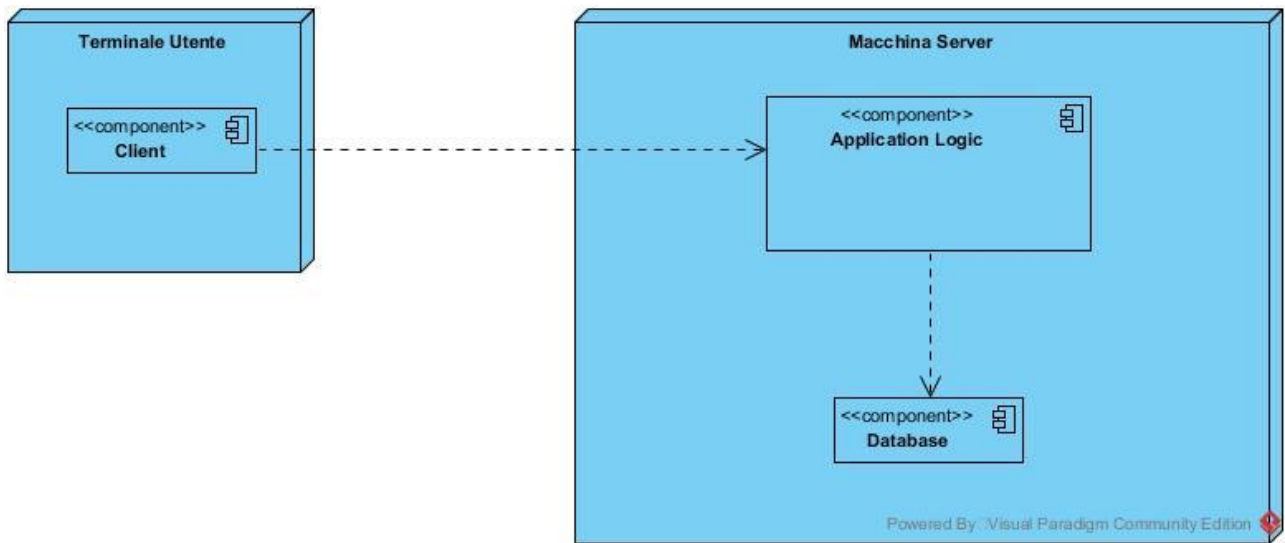 Terminale Utente
<<component>>
Client
Macchina Server
<<component>>
Application Logic
<<component>>
Database
Powered By Visual Paradigm Community Edition